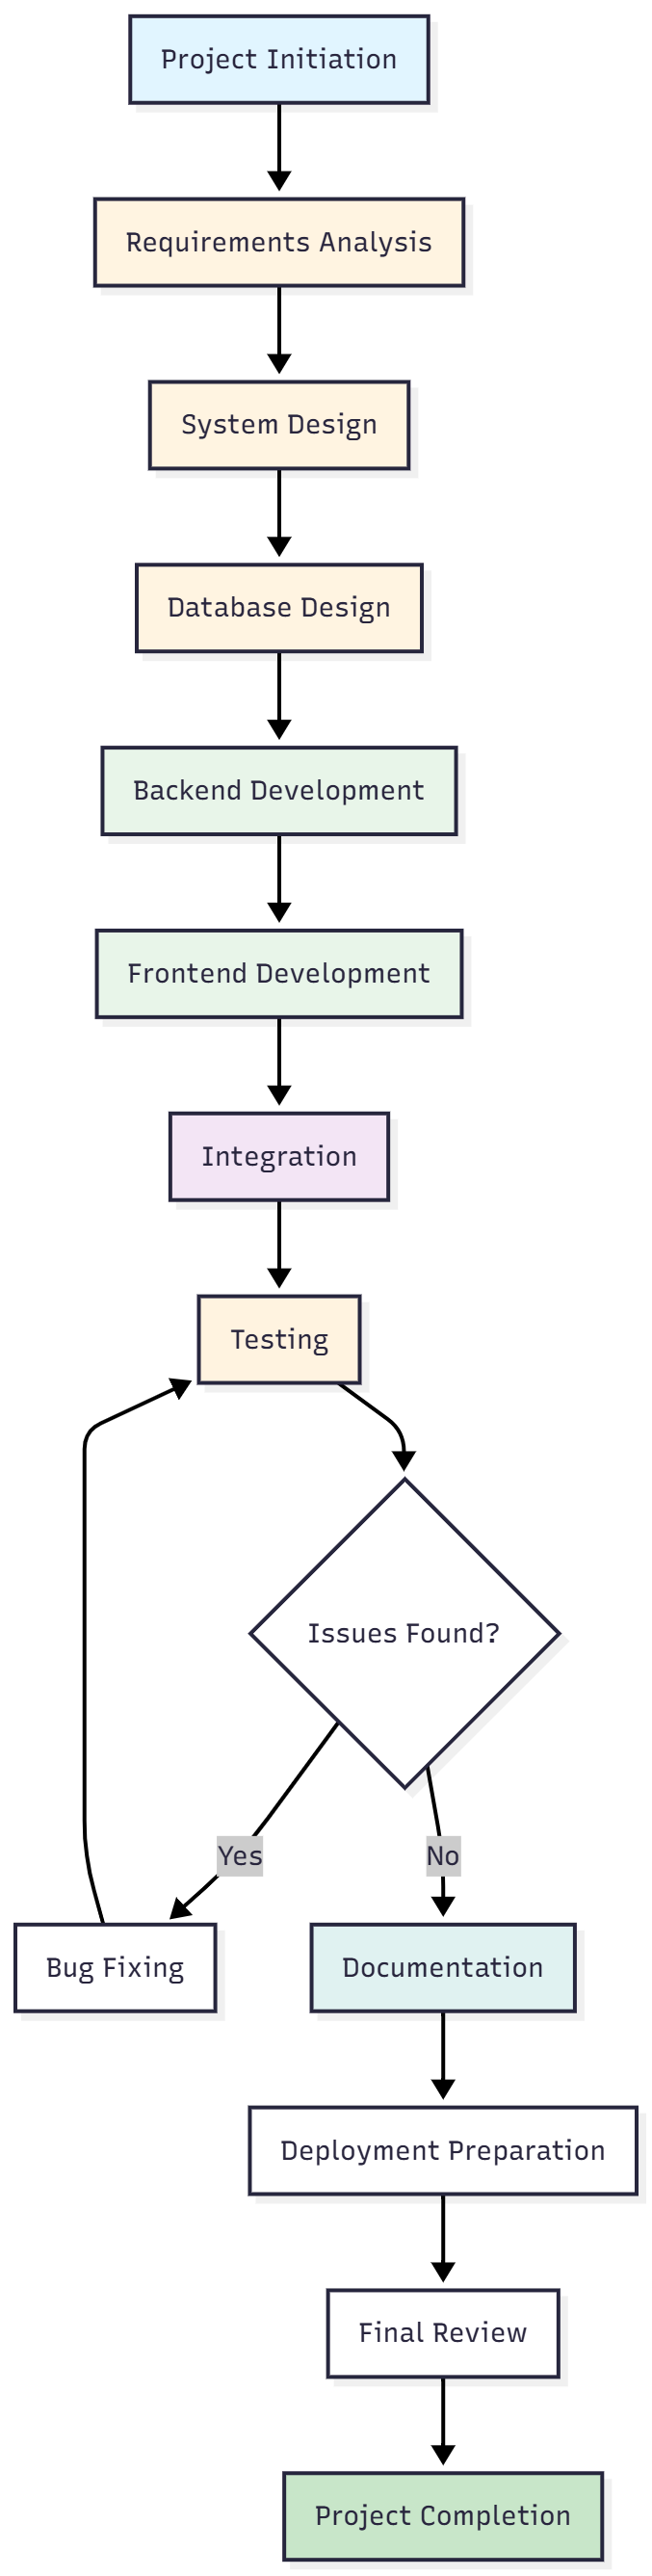 Project Initiation
Requirements Analysis
System Design
Database Design
Backend Development
Frontend Development
Integration
Testing
Issues Found?
Yes
No
Bug Fixing
Documentation
Deployment Preparation
Final Review
Project Completion